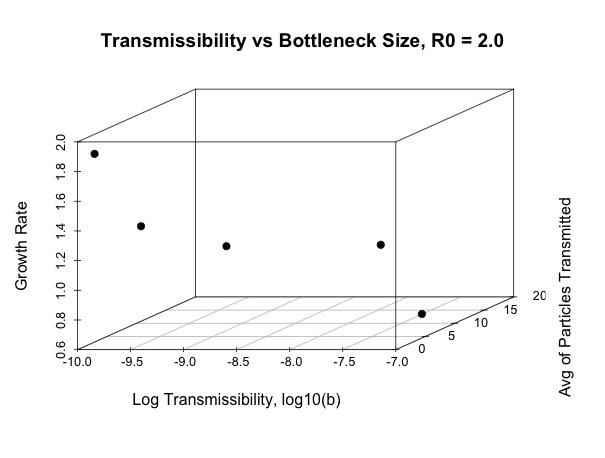 Transmissibility vs Bottleneck Size, R0 = 2.0
Growth Rate
2.0
1.8
1.6
1.4
1.2
1.0
0.8
0.6
-10.0 -9.5 -9.0 -8.5 -8.0 -7.5 -7.0
Log Transmissibility, log10(b)
0
5
10
15
20
Avg of Particles Transmitted